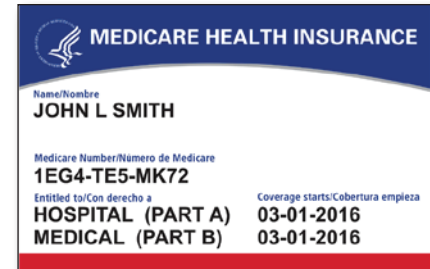 MEDICARE HEALTH INSURANCE
Name/Nombre
JOHN L SMITH
Medicare Number/Número de Medicare
1EG4-TE5-MK72
Entitled to/Con derecho a Coverage starts/Cobertura empieza
HOSPITAL (PART A) 03-01-2016
MEDICAL (PART B) 03-01-2016